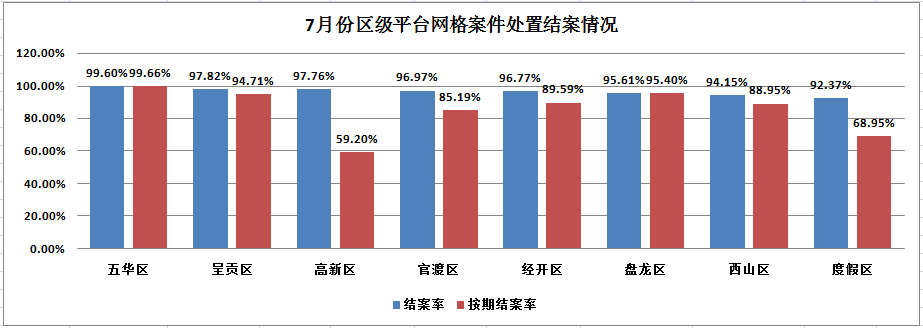 7月份区级平台网格案件处置结案情况
120.00%
100.00%
80.00%
60.00%
40.00%
20.00%
0.00%
99.60% 99.66% 97.82% 94.71% 97.76% 59.20% 96.97% 85.19% 96.77% 89.59% 95.61% 95.40% 94.15% 88.95% 92.37% 68.95%
五华区 呈贡区 高新区 官渡区 经开区 盘龙区 西山区 度假区
结案率 按期结案率